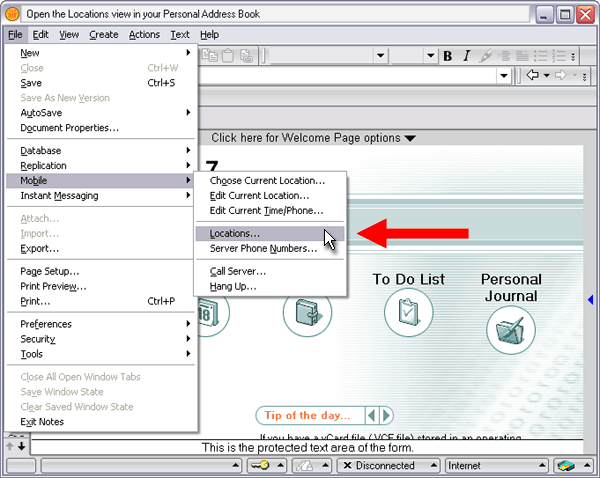 Open the Locations view in your Personal Address Book
File Edit View Create Actions Text Help
New
Close Ctrl+W
Save Ctrl+S
Save As New Version
AutoSave
Document Properties...
Database
Replication
Mobile
Instant Messaging
Attach...
Import...
Export...
Page Setup...
Print Preview...
Print... Ctrl+P
Preferences
Security
Tools
Close All Open Window Tabs
Save Window State
Clear Saved Window State
Exit Notes
Choose Current Location...
Edit Current Location...
Edit Current Time/Phone...
Locations...
Server Phone Numbers...
Call Server...
Hang Up...
B I
Click here for Welcome Page options
7
18
To Do List
Personal
Journal
Tip of the day...
If you have a vCard file (.VCF file) stored in an operating
This is the protected text area of the form.
Disconnected
Internet